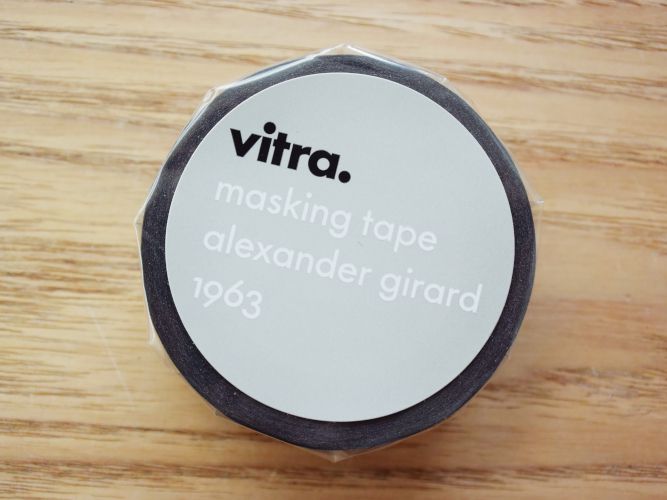 vitra.
masking tape
alexander girard
1963